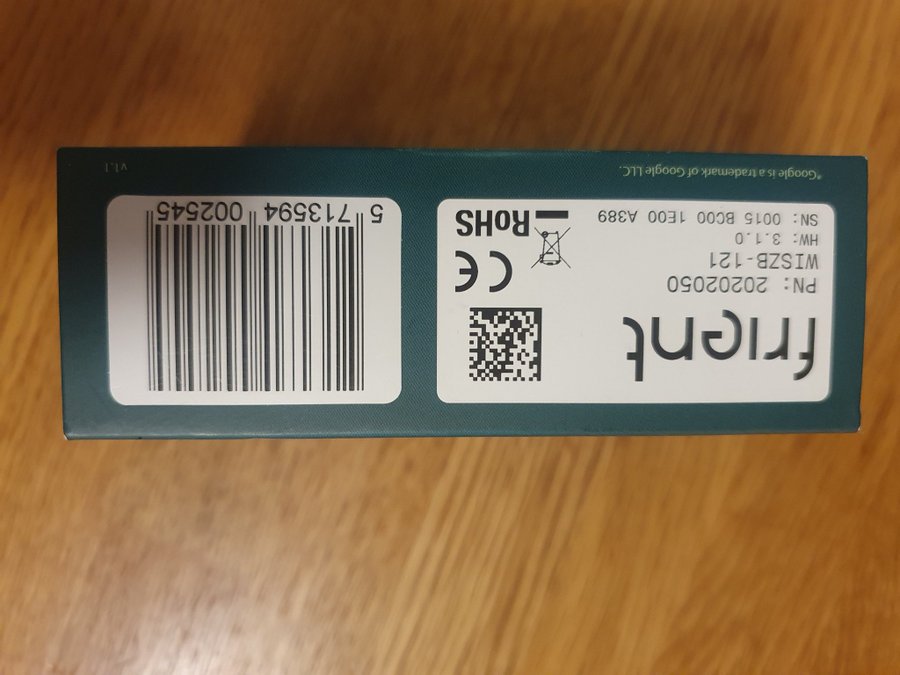 frient
PN: 20202050
WISZB-121
HW: 3.1.0
SN: 0015 BC00 1E00 A389
CE
RoHS
*Google is a trademark of Google LLC.
5 713594 002545
v1.1